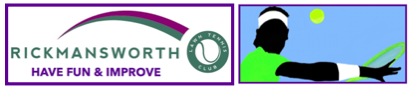 RICKMANSWORTH
LAWN TENNIS CLUB
HAVE FUN & IMPROVE